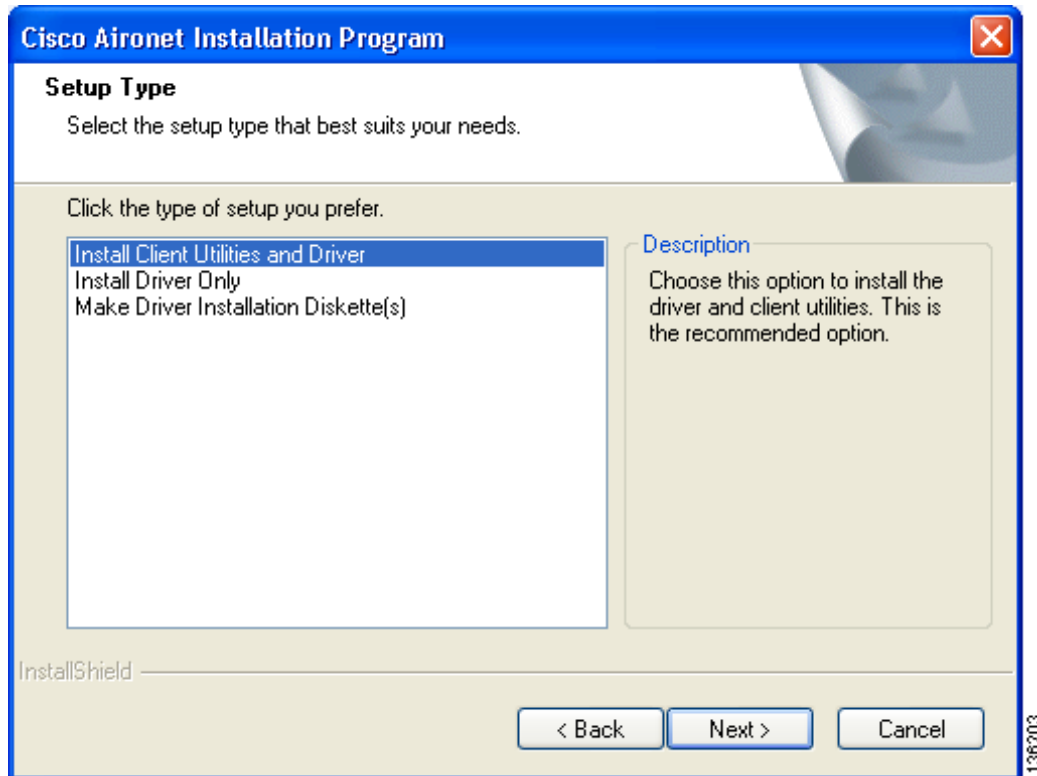 Cisco Aironet Installation Program
Setup Type
Select the setup type that best suits your needs.
Click the type of setup you prefer.
Install Client Utilities and Driver
Install Driver Only
Make Driver Installation Diskette(s)
Description
Choose this option to install the
driver and client utilities. This is
the recommended option.
InstallShield
< Back
Next >
Cancel
136203